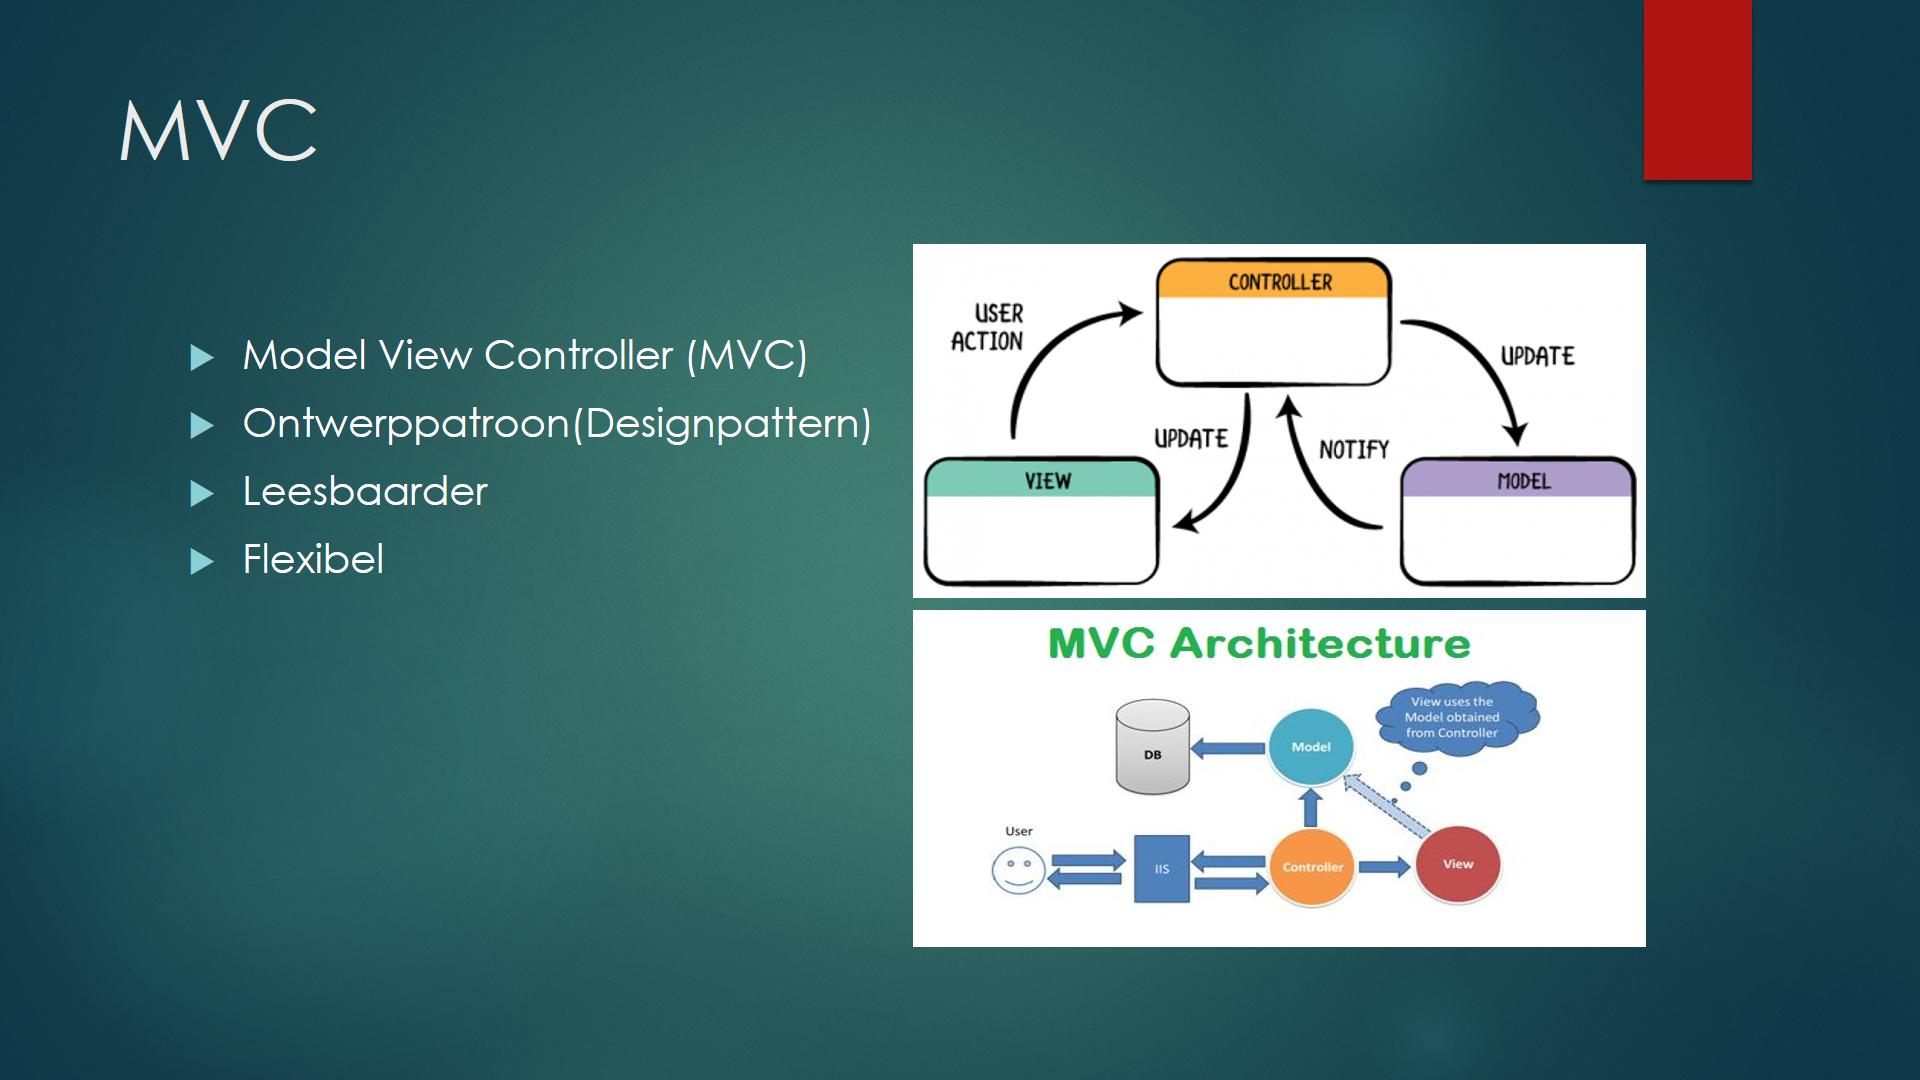 MVC
Model View Controller (MVC)
Ontwerppatroon(Designpattern)
Leesbaarder
Flexibel
CONTROLLER
USER
ACTION
UPDATE
UPDATE
NOTIFY
VIEW
MODEL
MVC Architecture
View uses the
Model obtained
from Controller
DB
Model
User
IIS
Controller
View